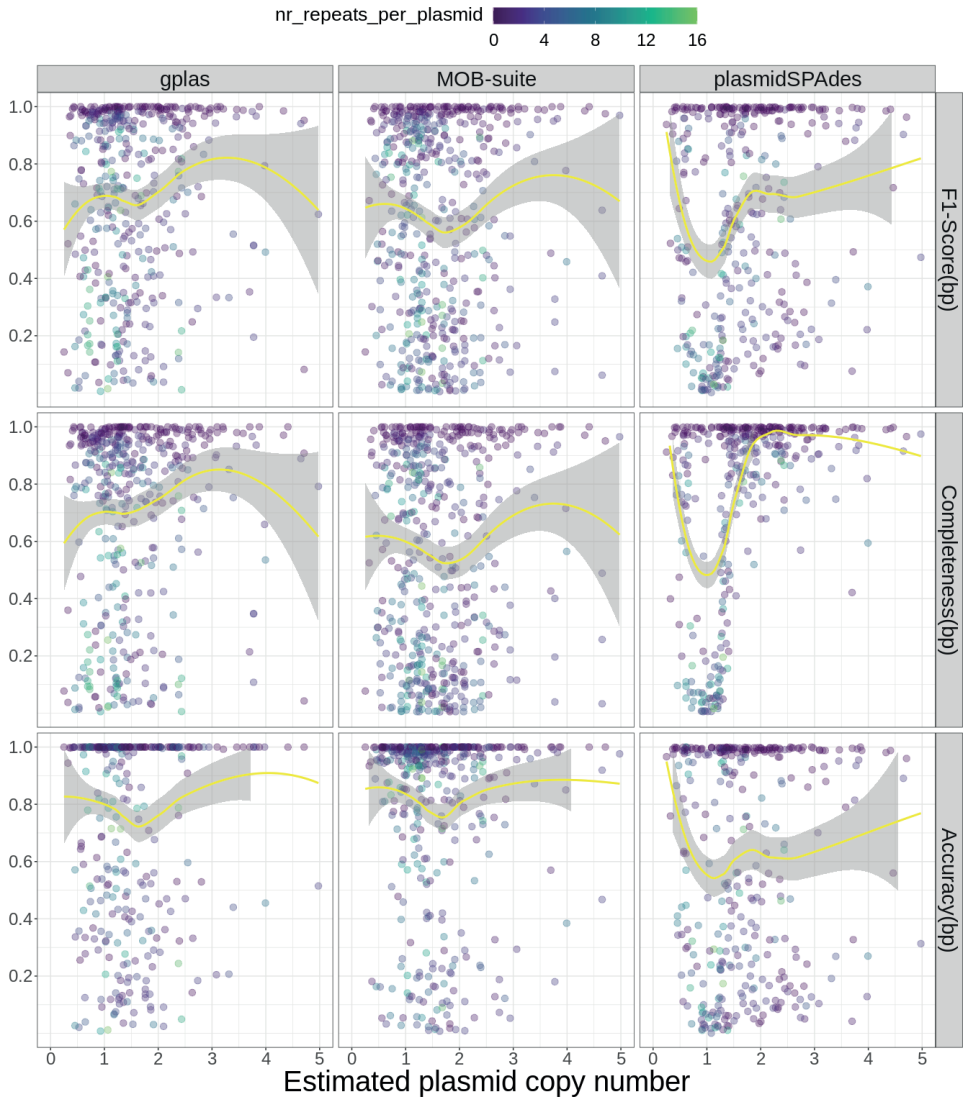 nr_repeats_per_plasmid
0 4 8 12 16
gplas MOB-suite plasmidSPAdes
1.0
0.8
0.6
0.4
0.2
F1-Score(bp)
1.0
0.8
0.6
0.4
0.2
Completeness(bp)
1.0
0.8
0.6
0.4
0.2
Accuracy(bp)
0 1 2 3 4 5 0 1 2 3 4 5 0 1 2 3 4 5
Estimated plasmid copy number